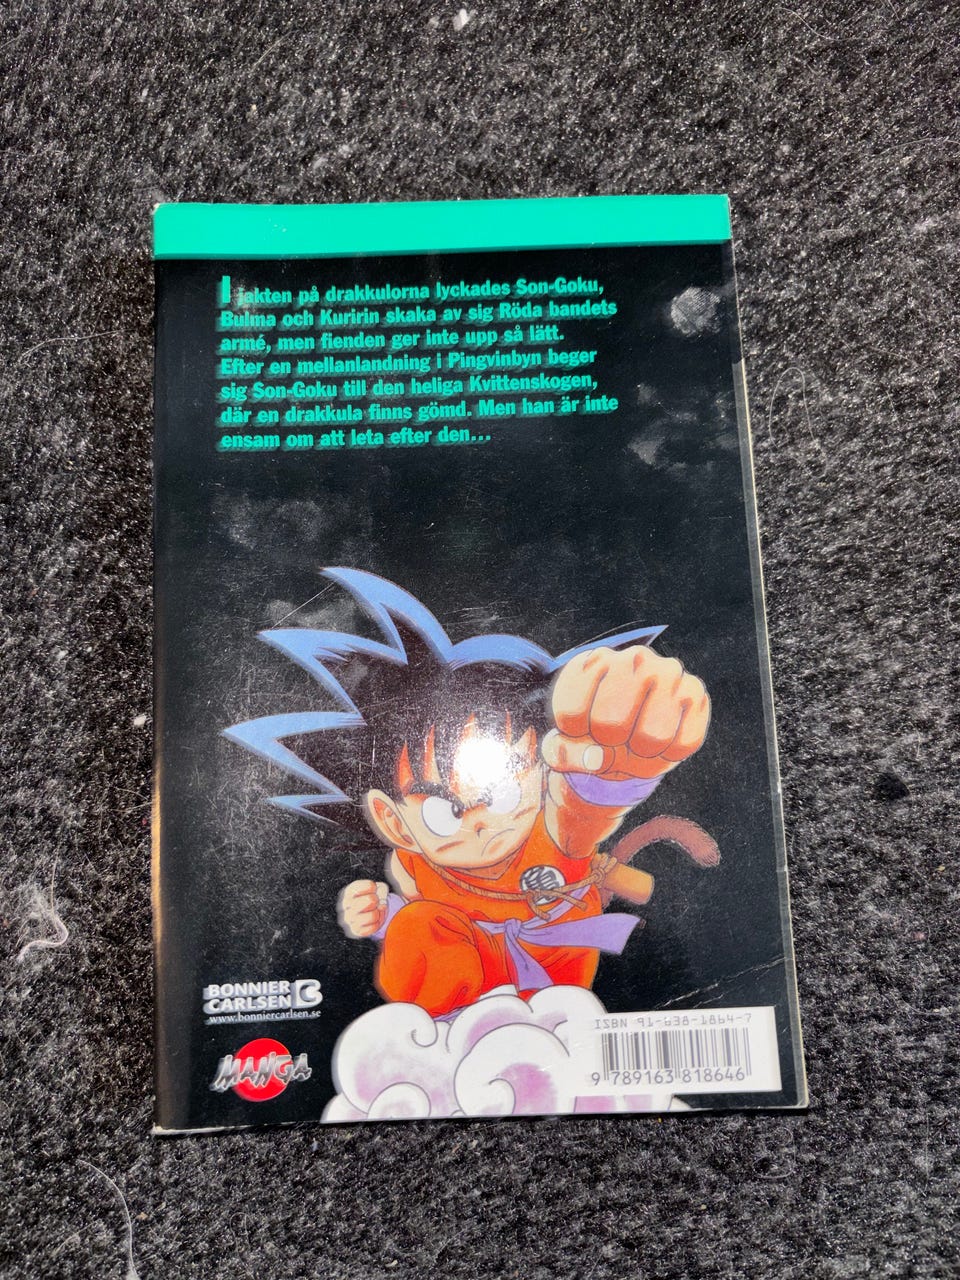 I jakten på drakkulorna lyckades Son-Goku,
Bulma och Kuririn skaka av sig Röda bandets
armé, men fienden ger inte upp så lätt.
Efter en mellanlandning i Pingvinbyn beger
sig Son-Goku till den heliga Kvittenskogen,
där en drakkula finns gömd. Men han är inte
ensam om att leta efter den...
亀
BONNIER
CARLSEN
www.bonniercarlsen.se
MANGA
ISBN 91-638-1864-7
9 789163 818646